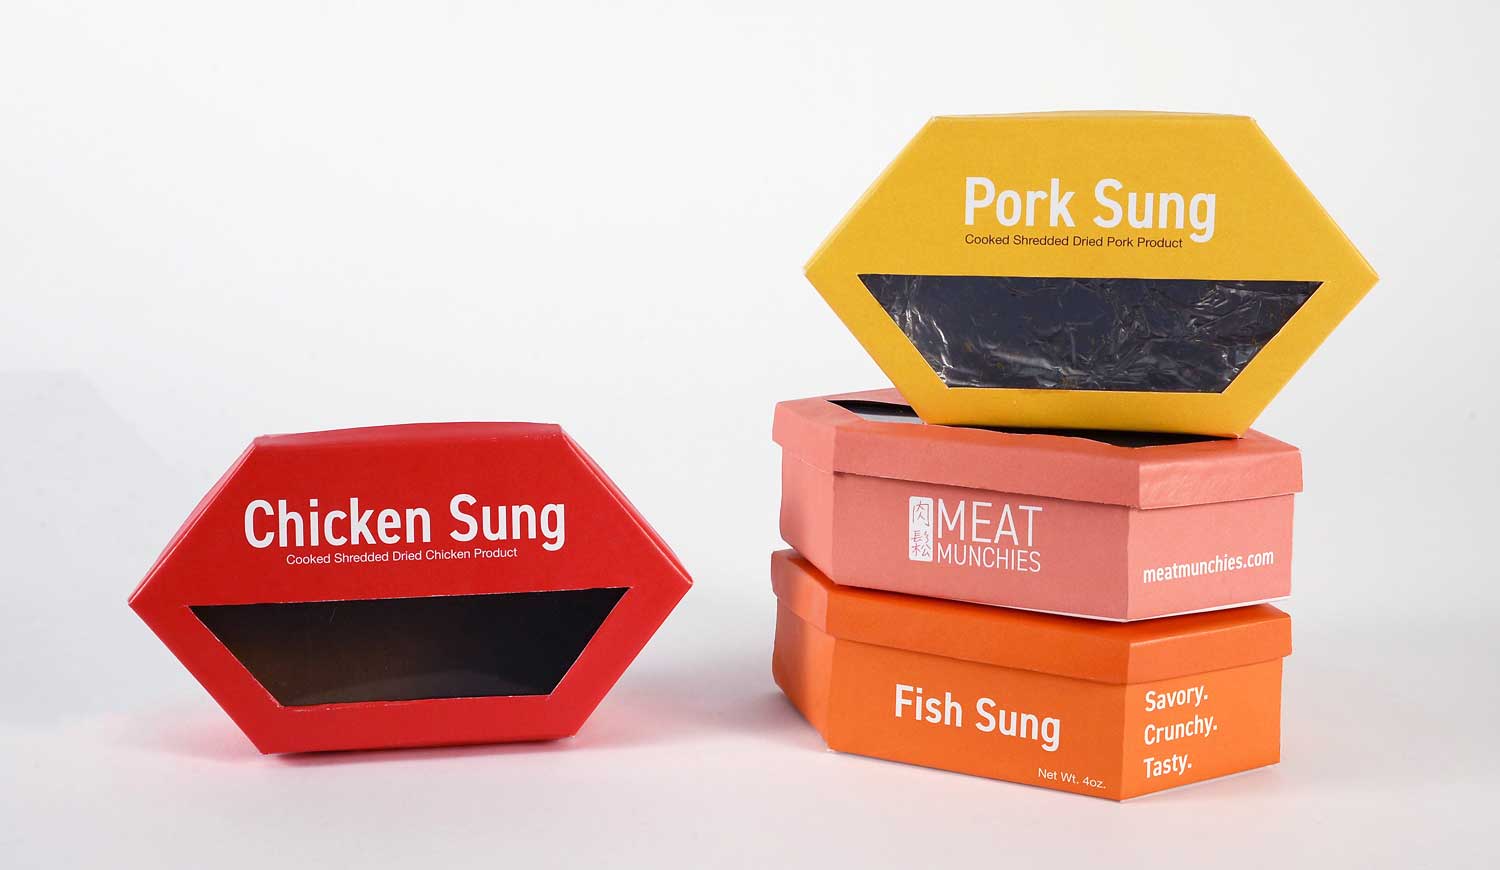 Chicken Sung
Cooked Shredded Dried Chicken Product
Pork Sung
Cooked Shredded Dried Pork Product
肉鬆
MEAT
MUNCHIES
meatmunchies.com
Fish Sung
Net Wt. 4oz.
Savory.
Crunchy.
Tasty.